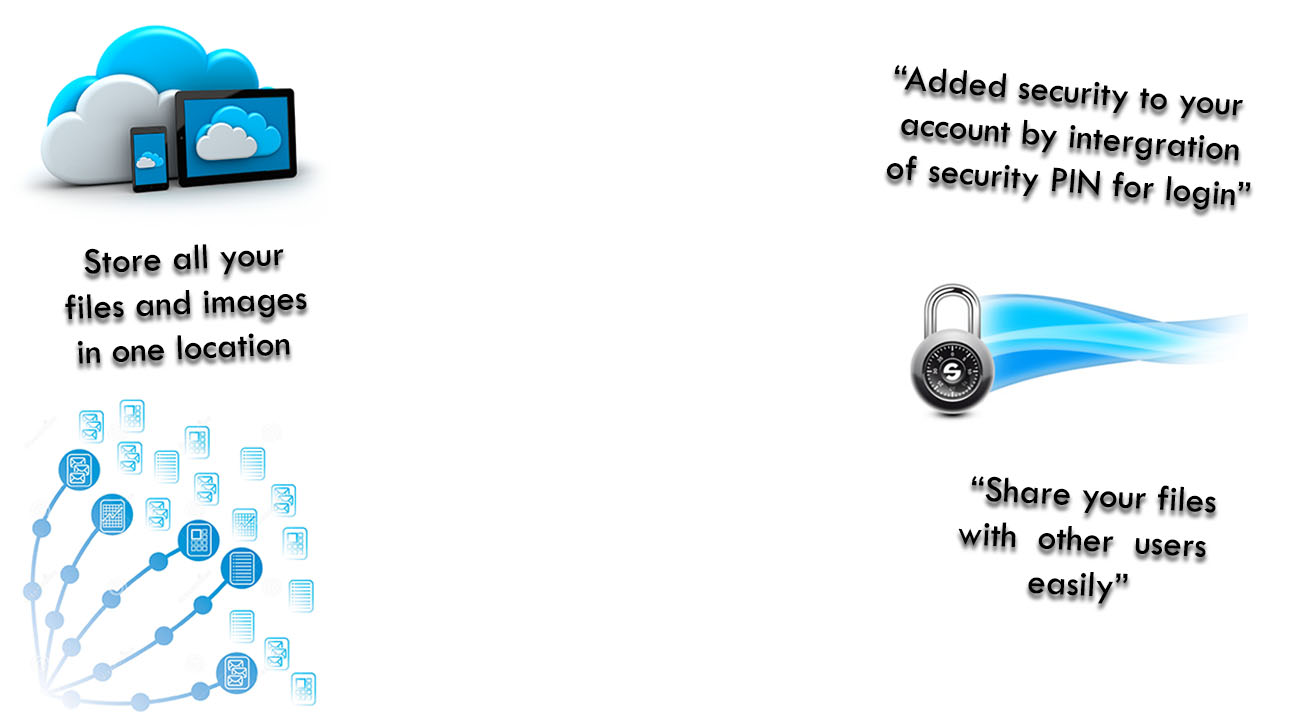 Store all your
files and images
in one location
“Added security to your
account by intergration
of security PIN for login”
“Share your files
with other users
easily”